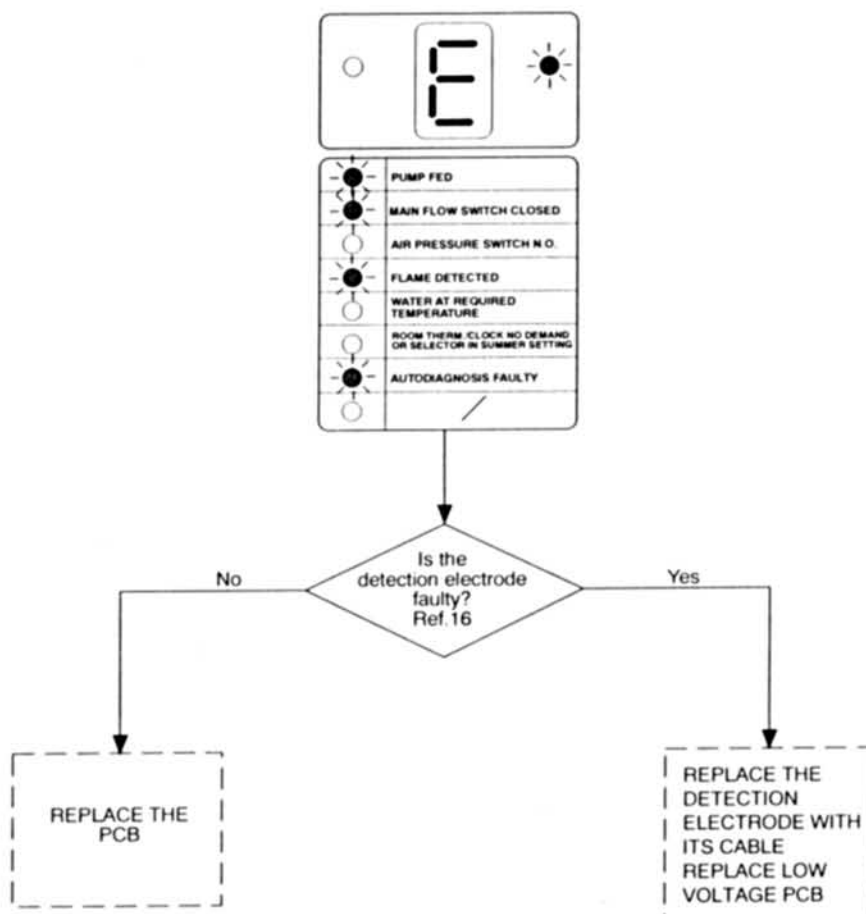 E
PUMP FED
MAIN FLOW SWITCH CLOSED
AIR PRESSURE SWITCH N.O.
FLAME DETECTED
WATER AT REQUIRED
TEMPERATURE
ROOM THERM./CLOCK NO DEMAND
OR SELECTOR IN SUMMER SETTING
AUTODIAGNOSIS FAULTY
/
Is the
detection electrode
faulty?
Ref.16
No
Yes
REPLACE THE
PCB
REPLACE THE
DETECTION
ELECTRODE WITH
ITS CABLE
REPLACE LOW
VOLTAGE PCB